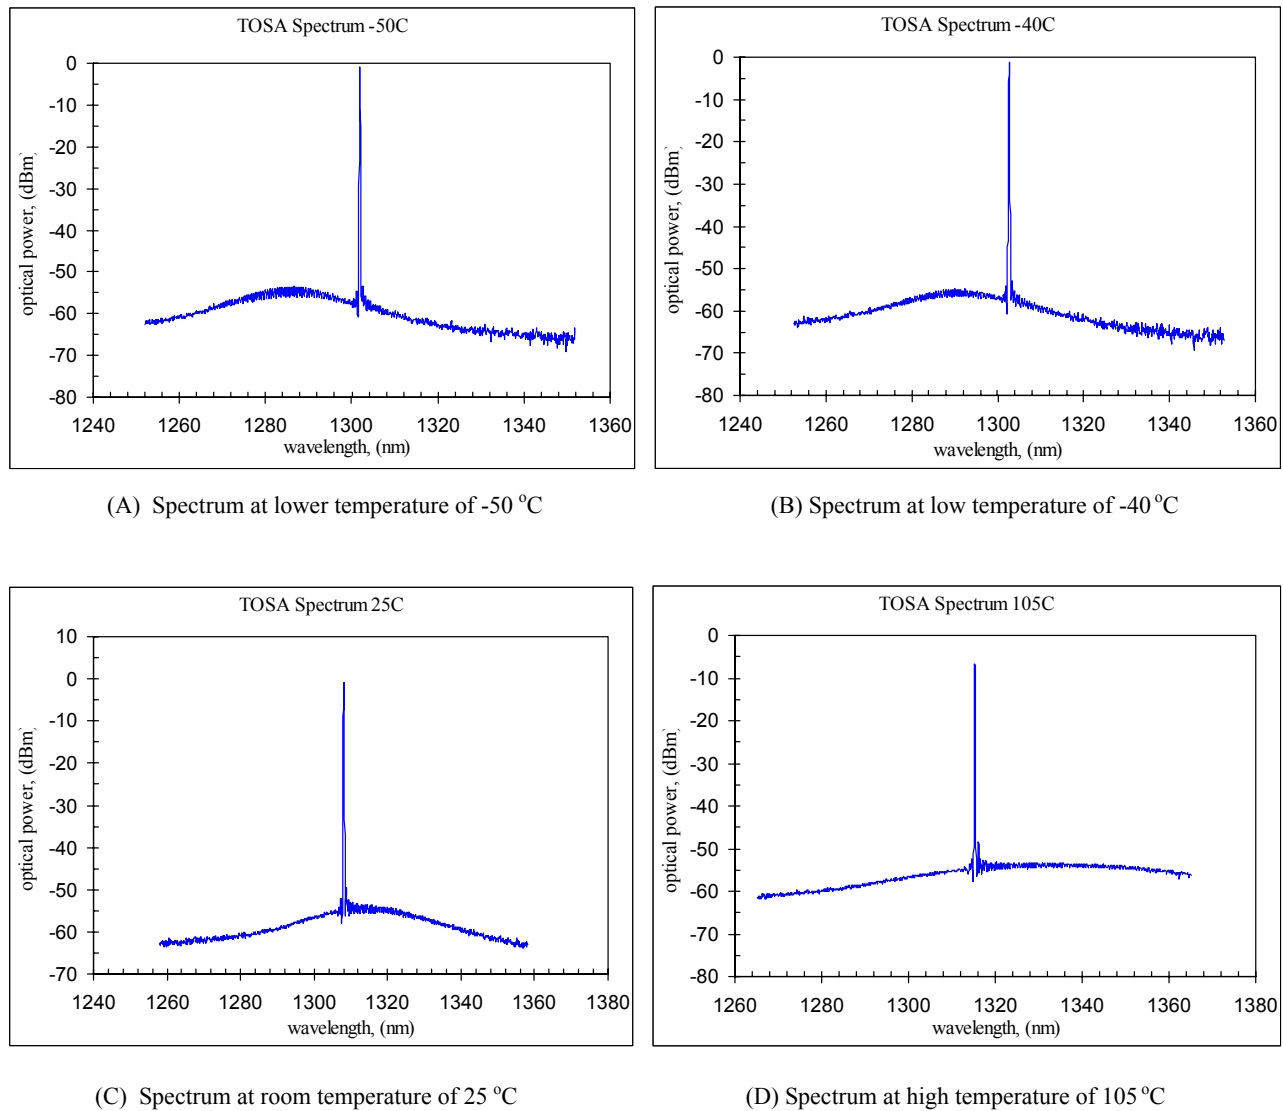 TOSA Spectrum -50C
0
-10
-20
-30
-40
-50
-60
-70
-80
optical power, (dBm)
1240 1260 1280 1300 1320 1340 1360
wavelength, (nm)
(A) Spectrum at lower temperature of -50 °C
TOSA Spectrum -40C
0
-10
-20
-30
-40
-50
-60
-70
-80
optical power, (dBm)
1240 1260 1280 1300 1320 1340 1360
wavelength, (nm)
(B) Spectrum at low temperature of -40 °C
TOSA Spectrum 25C
10
0
-10
-20
-30
-40
-50
-60
-70
optical power, (dBm)
1240 1260 1280 1300 1320 1340 1360 1380
wavelength, (nm)
(C) Spectrum at room temperature of 25 °C
TOSA Spectrum 105C
0
-10
-20
-30
-40
-50
-60
-70
-80
optical power, (dBm)
1260 1280 1300 1320 1340 1360 1380
wavelength, (nm)
(D) Spectrum at high temperature of 105 °C